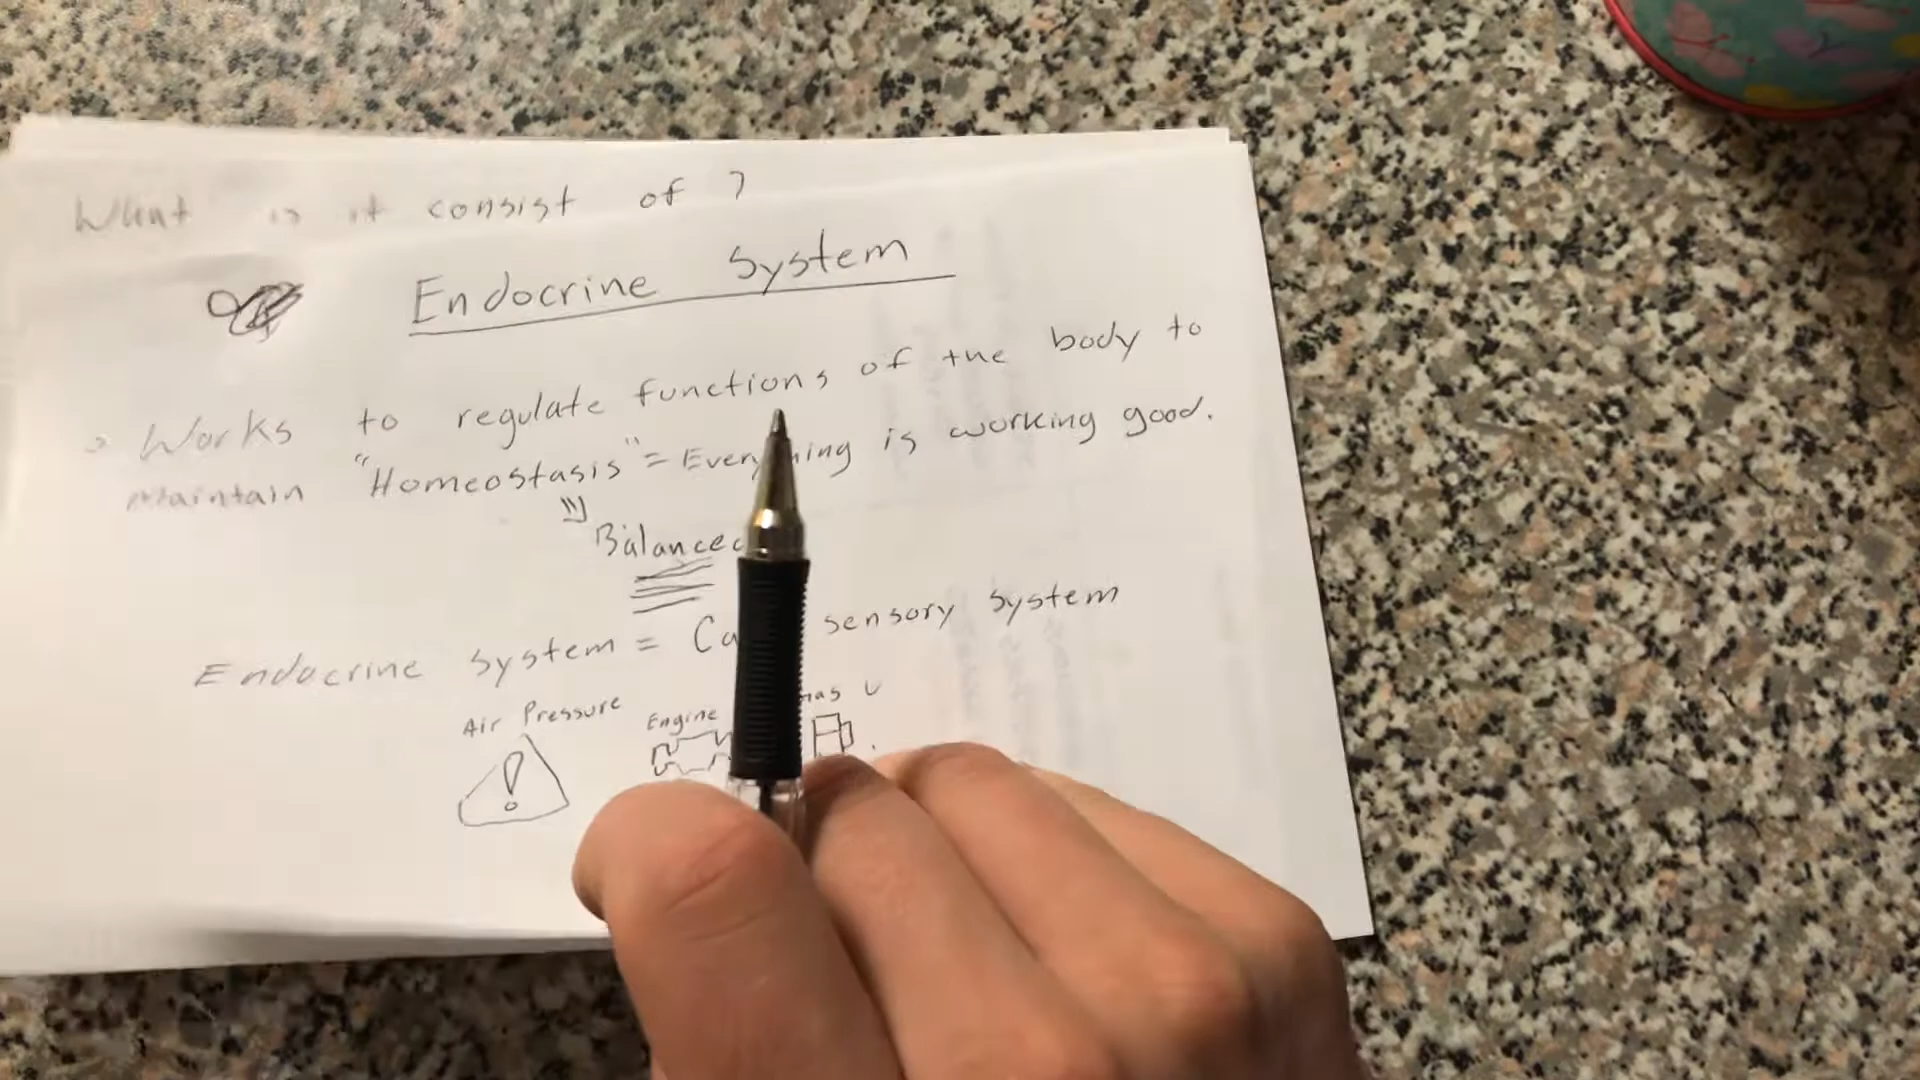 What is it consist of ?
Endocrine System
Works to regulate functions of the body to
Maintain "Homeostasis" = Everything is working good.
Balanced
Endocrine System = sensory system
Air Pressure Engine